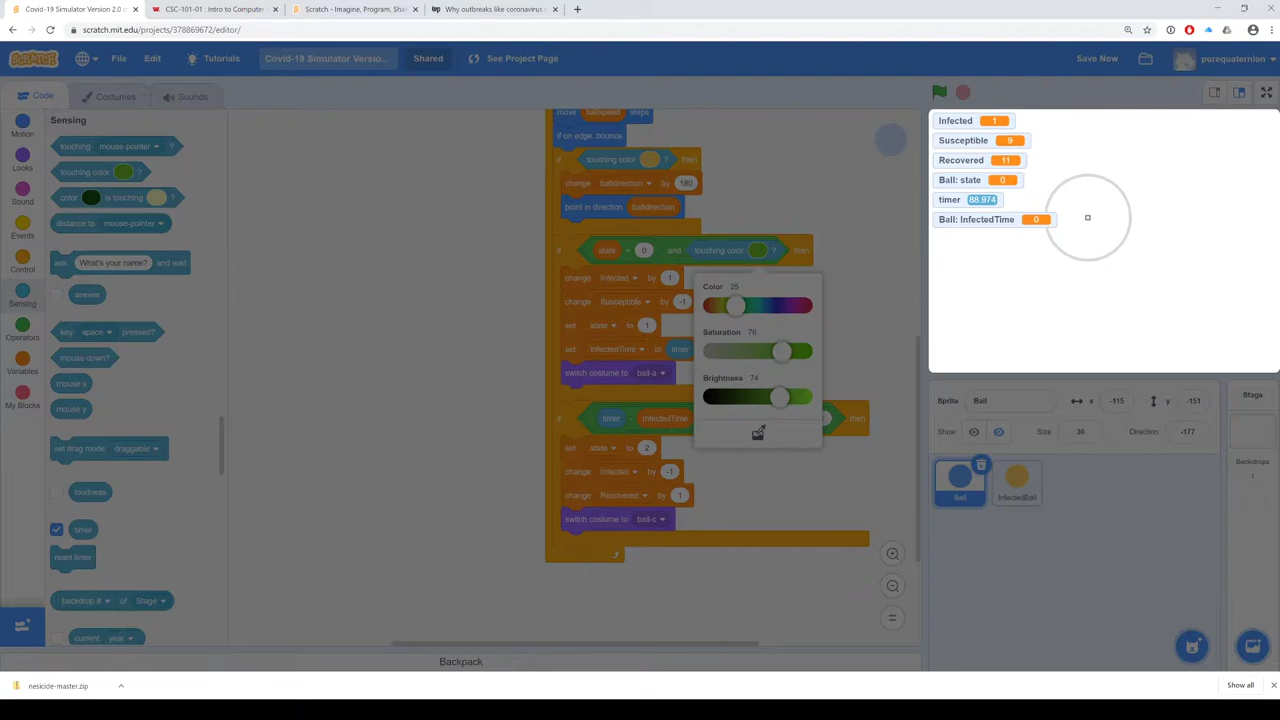 Covid-19 Simulator Version 2.0
CSC-101-01 : Intro to Computer
Scratch - Imagine, Program, Sha
Why outbreaks like coronavirus s
scratch.mit.edu/projects/378869672/editor/
File
Edit
Tutorials
Covid-19 Simulator Versio...
Shared
See Project Page
Save Now
purequaternion
Code
Costumes
Sounds
Motion
Looks
Sound
Events
Control
Sensing
Operators
Variables
My Blocks
Sensing
touching mouse-pointer ?
touching color ?
color is touching ?
distance to mouse-pointer
ask What's your name? and wait
answer
key space pressed?
mouse down?
mouse x
mouse y
set drag mode draggable
loudness
timer
reset timer
backdrop # of Stage
current year
move ballspeed steps
if on edge, bounce
if touching color ? then
change balldirection by 180
point in direction balldirection
if state = 0 and touching color ? then
change Infected by 1
change Susceptible by -1
set state to 1
set InfectedTime to timer
switch costume to ball-a
if timer - InfectedTime then
set state to 2
change Infected by -1
change Recovered by 1
switch costume to ball-c
Color 25
Saturation 76
Brightness 74
Backpack
Infected 1
Susceptible 9
Recovered 11
Ball: state 0
timer 88.974
Ball: InfectedTime 0
Sprite Ball x -115 y -151
Show Size 30 Direction -177
Ball
InfectedBall
Stage
Backdrops
1
nesicide-master.zip
Show all